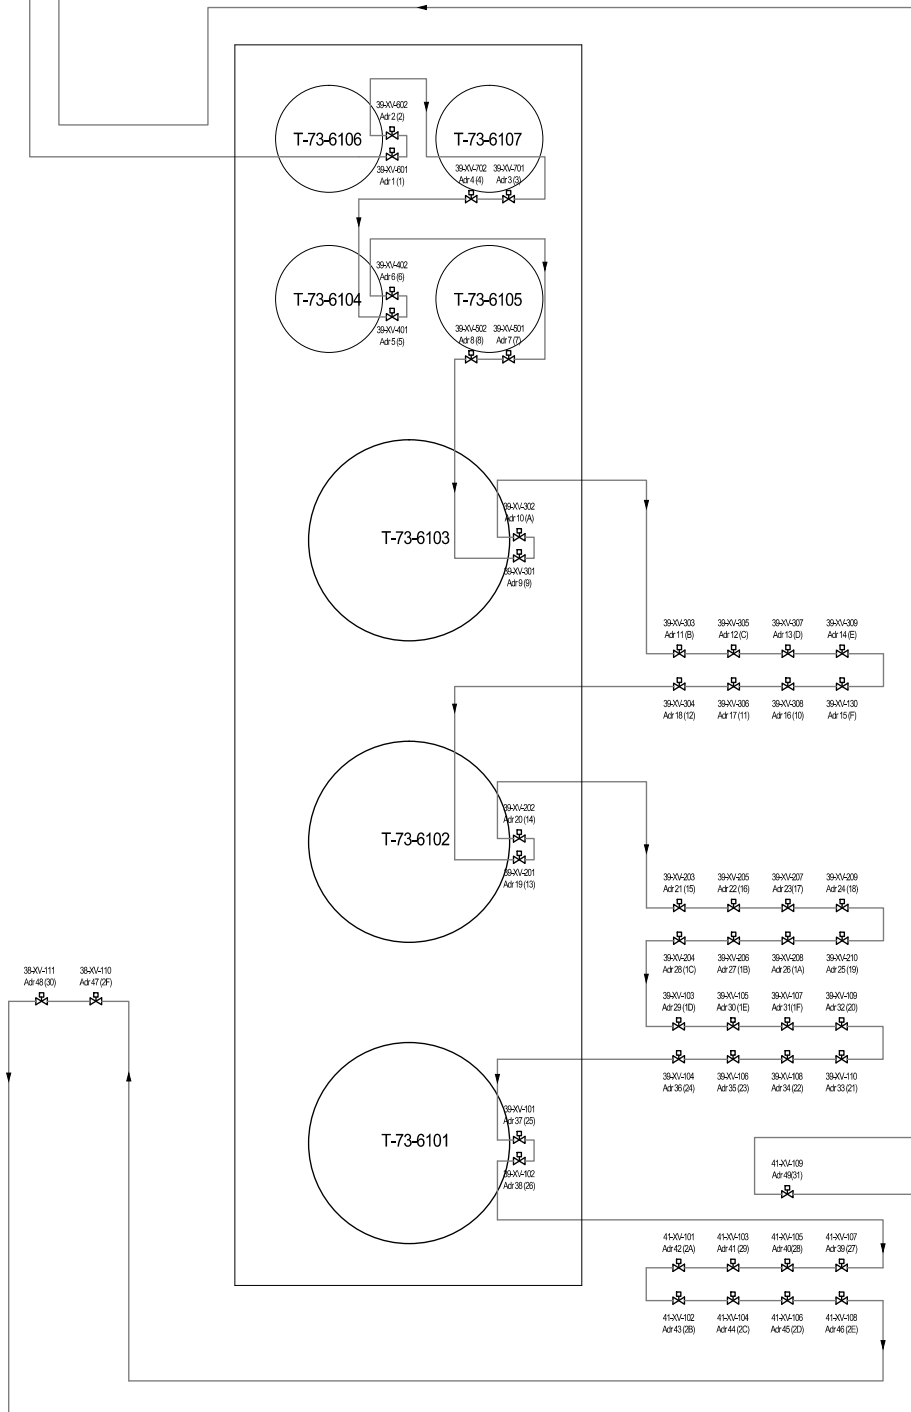 39-XV-602
Adr 2 (2)
T-73-6106
T-73-6107
39-XV-601
Adr 1 (1)
39-XV-702
Adr 4 (4)
39-XV-701
Adr 3 (3)
39-XV-402
Adr 6 (6)
T-73-6104
T-73-6105
39-XV-401
Adr 5 (5)
39-XV-502
Adr 8 (8)
39-XV-501
Adr 7 (7)
39-XV-302
Adr 10 (A)
T-73-6103
39-XV-301
Adr 9 (9)
39-XV-303
Adr 11 (B)
39-XV-305
Adr 12 (C)
39-XV-307
Adr 13 (D)
39-XV-309
Adr 14 (E)
39-XV-304
Adr 18 (12)
39-XV-306
Adr 17 (11)
39-XV-308
Adr 16 (10)
39-XV-130
Adr 15 (F)
39-XV-202
Adr 20 (14)
T-73-6102
39-XV-201
Adr 19 (13)
39-XV-203
Adr 21 (15)
39-XV-205
Adr 22 (16)
39-XV-207
Adr 23(17)
39-XV-209
Adr 24 (18)
39-XV-204
Adr 28 (1C)
39-XV-206
Adr 27 (1B)
39-XV-208
Adr 26 (1A)
39-XV-210
Adr 25 (19)
38-XV-111
Adr 48 (30)
38-XV-110
Adr 47 (2F)
39-XV-103
Adr 29 (1D)
39-XV-105
Adr 30 (1E)
39-XV-107
Adr 31(1F)
39-XV-109
Adr 32 (20)
39-XV-104
Adr 36 (24)
39-XV-106
Adr 35 (23)
39-XV-108
Adr 34 (22)
39-XV-110
Adr 33 (21)
39-XV-101
Adr 37 (25)
T-73-6101
39-XV-102
Adr 38 (26)
41-XV-109
Adr 49(31)
41-XV-101
Adr 42 (2A)
41-XV-103
Adr 41 (29)
41-XV-105
Adr 40(28)
41-XV-107
Adr 39 (27)
41-XV-102
Adr 43 (2B)
41-XV-104
Adr 44 (2C)
41-XV-106
Adr 45 (2D)
41-XV-108
Adr 46 (2E)